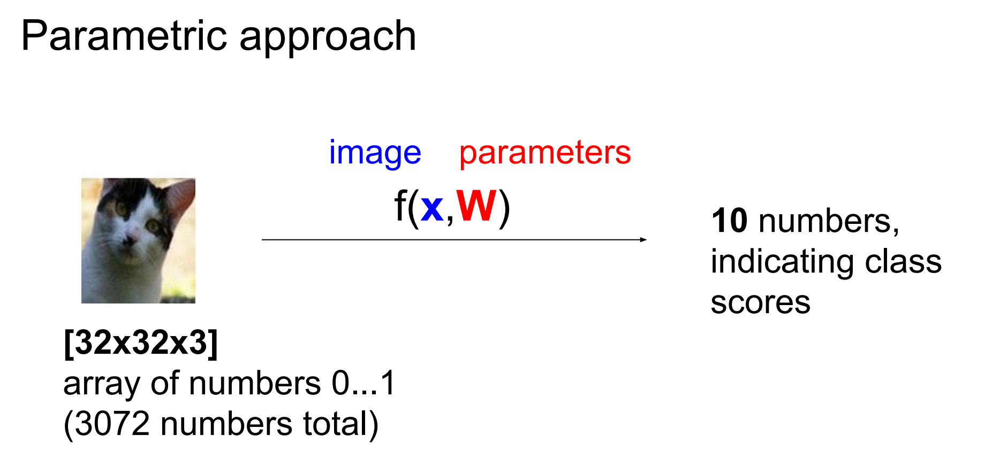 Parametric approach
image parameters
f(x,W)
10 numbers,
indicating class
scores
[32x32x3]
array of numbers 0...1
(3072 numbers total)